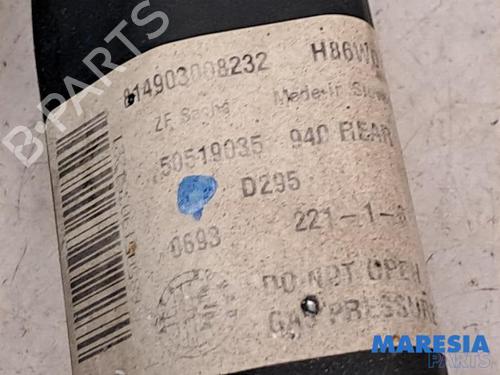 814903008232
ZF Sachs Made in
50519035 940 REAR
D295
0693 221-1-
DO NOT OPEN
GAS PRESSURE
B-PARTS
MARESIA
PARTS